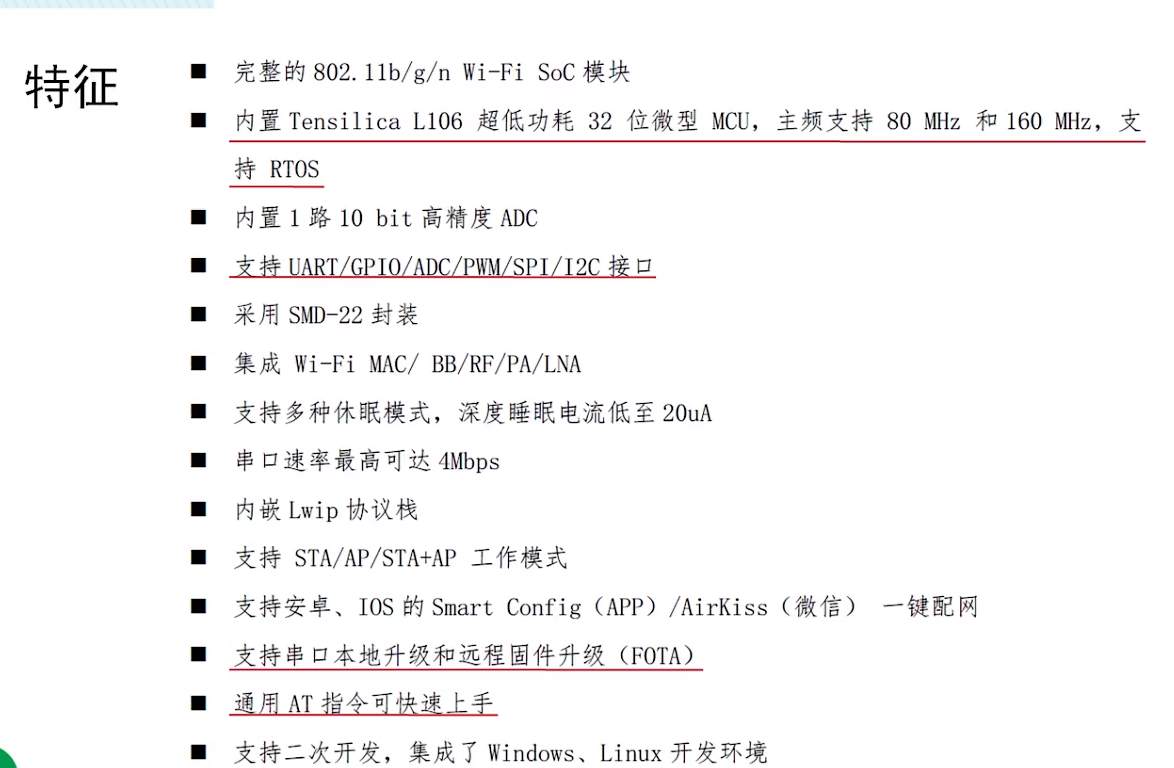 特征
■ 完整的 802.11b/g/n Wi-Fi SoC 模块
■ 内置 Tensilica L106 超低功耗 32 位微型 MCU，主频支持 80 MHz 和 160 MHz，支
持 RTOS
■ 内置 1 路 10 bit 高精度 ADC
■ 支持 UART/GPIO/ADC/PWM/SPI/I2C 接口
■ 采用 SMD-22 封装
■ 集成 Wi-Fi MAC/ BB/RF/PA/LNA
■ 支持多种休眠模式，深度睡眠电流低至 20uA
■ 串口速率最高可达 4Mbps
■ 内嵌 Lwip 协议栈
■ 支持 STA/AP/STA+AP 工作模式
■ 支持安卓、IOS 的 Smart Config（APP）/AirKiss（微信） 一键配网
■ 支持串口本地升级和远程固件升级（FOTA）
■ 通用 AT 指令可快速上手
■ 支持二次开发，集成了 Windows、Linux 开发环境